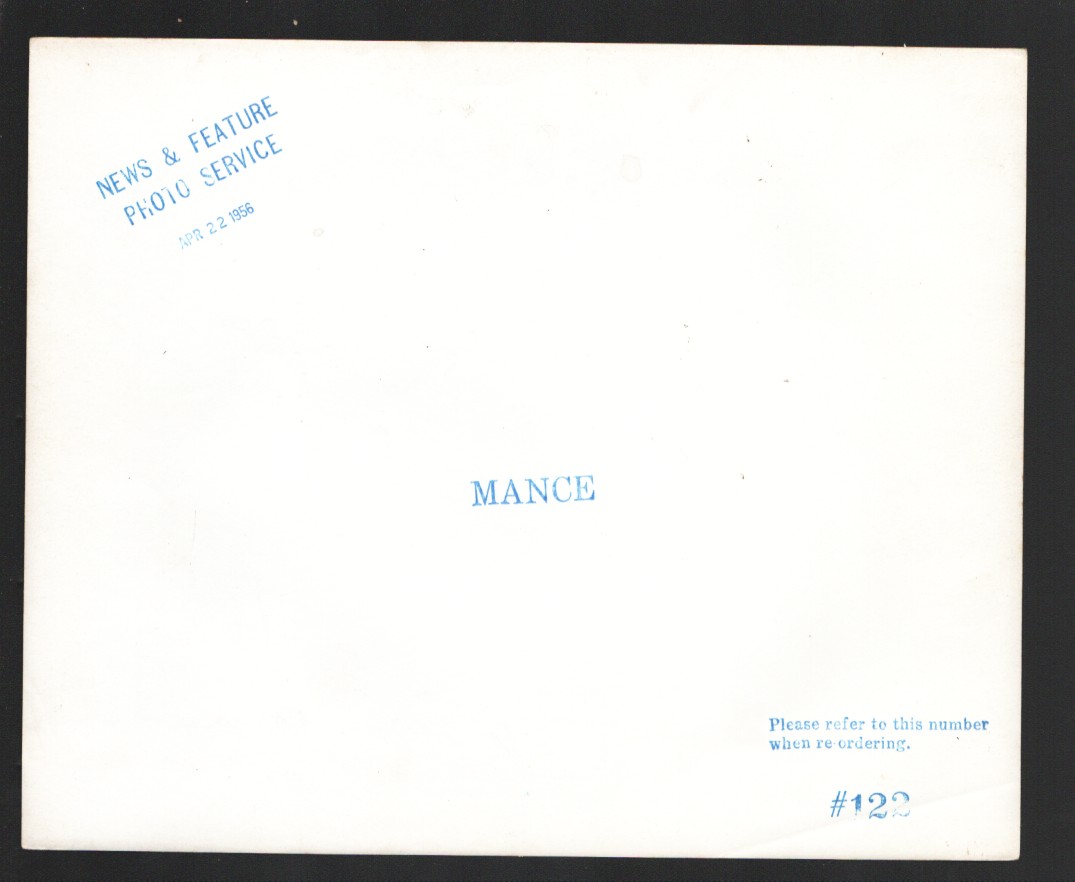 NEWS & FEATURE
PHOTO SERVICE
APR 22 1956
MANCE
Please refer to this number
when re-ordering.
#122